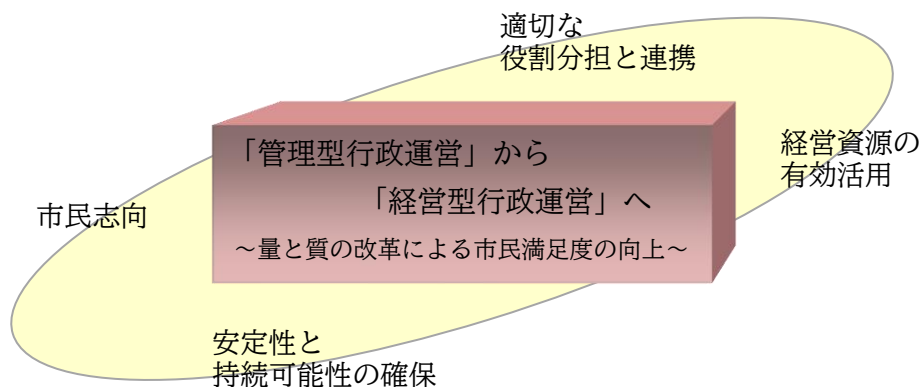 適切な
役割分担と連携
「管理型行政運営」から
「経営型行政運営」へ
～量と質の改革による市民満足度の向上～
経営資源の
有効活用
市民志向
安定性と
持続可能性の確保